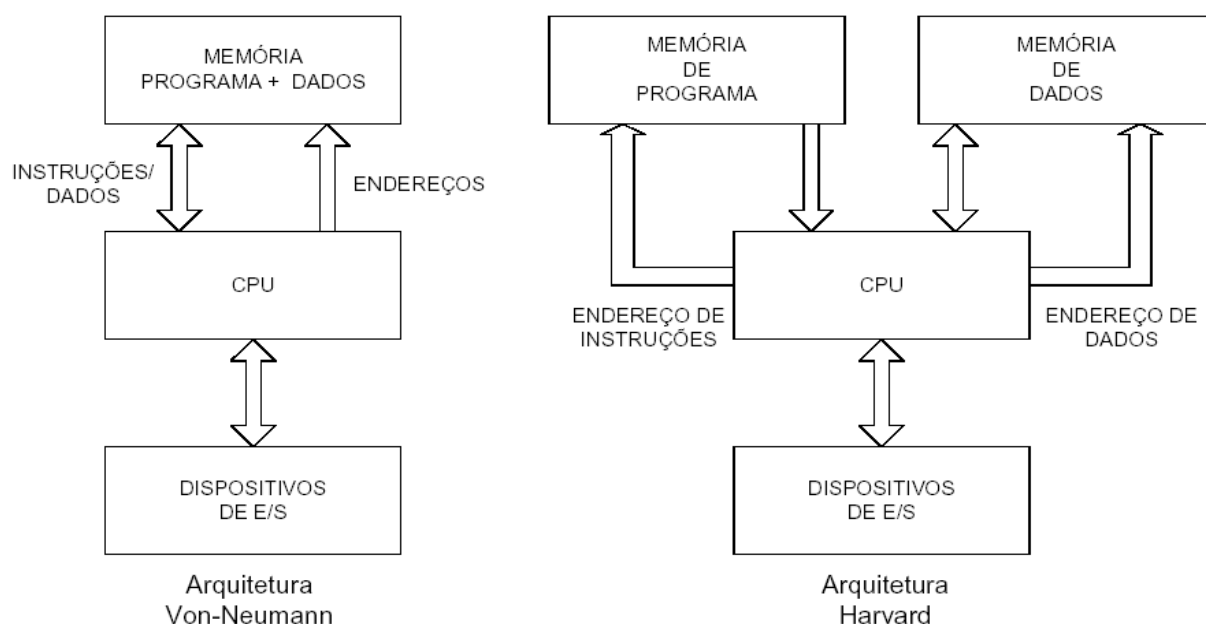 MEMÓRIA
PROGRAMA + DADOS
INSTRUÇÕES/
DADOS
ENDEREÇOS
CPU
DISPOSITIVOS
DE E/S
Arquitetura
Von-Neumann
MEMÓRIA
DE
PROGRAMA
MEMÓRIA
DE
DADOS
CPU
ENDEREÇO DE
INSTRUÇÕES
ENDEREÇO DE
DADOS
DISPOSITIVOS
DE E/S
Arquitetura
Harvard